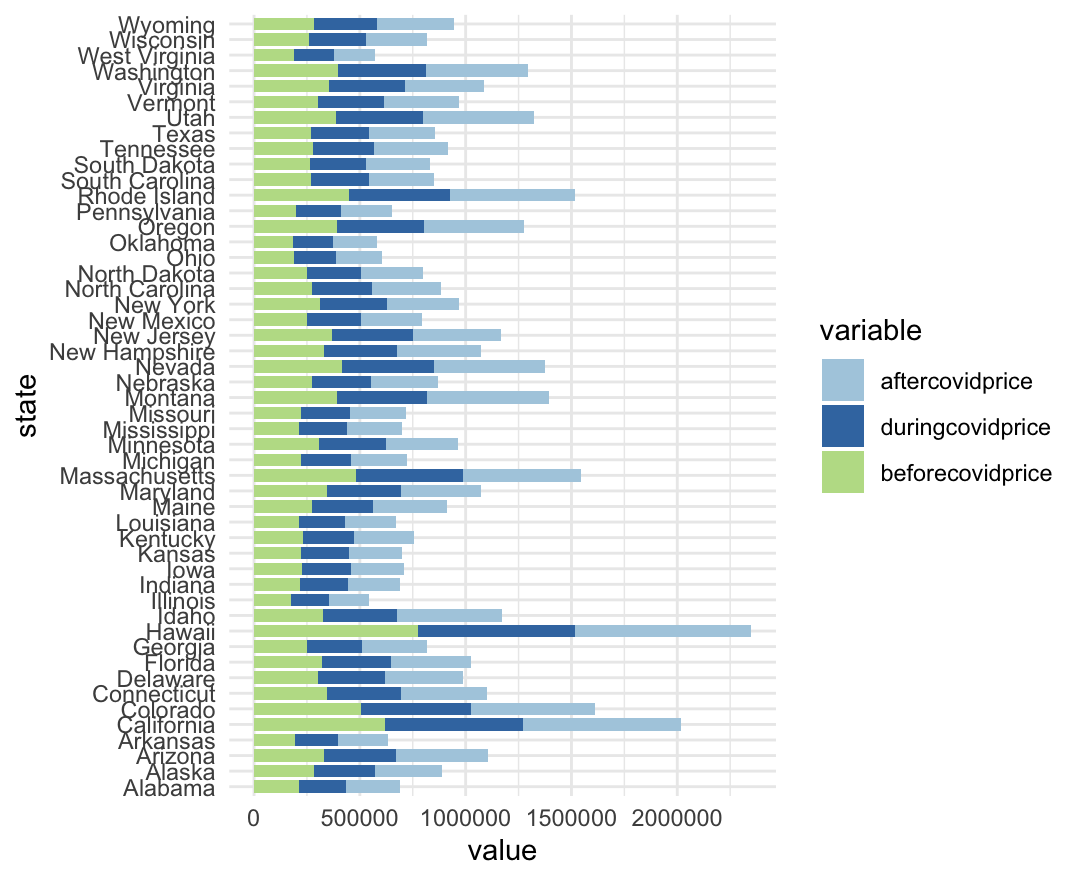 Wyoming
Wisconsin
West Virginia
Washington
Virginia
Vermont
Utah
Texas
Tennessee
South Dakota
South Carolina
Rhode Island
Pennsylvania
Oregon
Oklahoma
Ohio
North Dakota
North Carolina
New York
New Mexico
New Jersey
New Hampshire
Nevada
Nebraska
Montana
Missouri
Mississippi
Minnesota
Michigan
Massachusetts
Maryland
Maine
Louisiana
Kentucky
Kansas
Iowa
Indiana
Illinois
Idaho
Hawaii
Georgia
Florida
Delaware
Connecticut
Colorado
California
Arkansas
Arizona
Alaska
Alabama
state
0 500000 1000000 1500000 2000000
value
variable
aftercovidprice
duringcovidprice
beforecovidprice